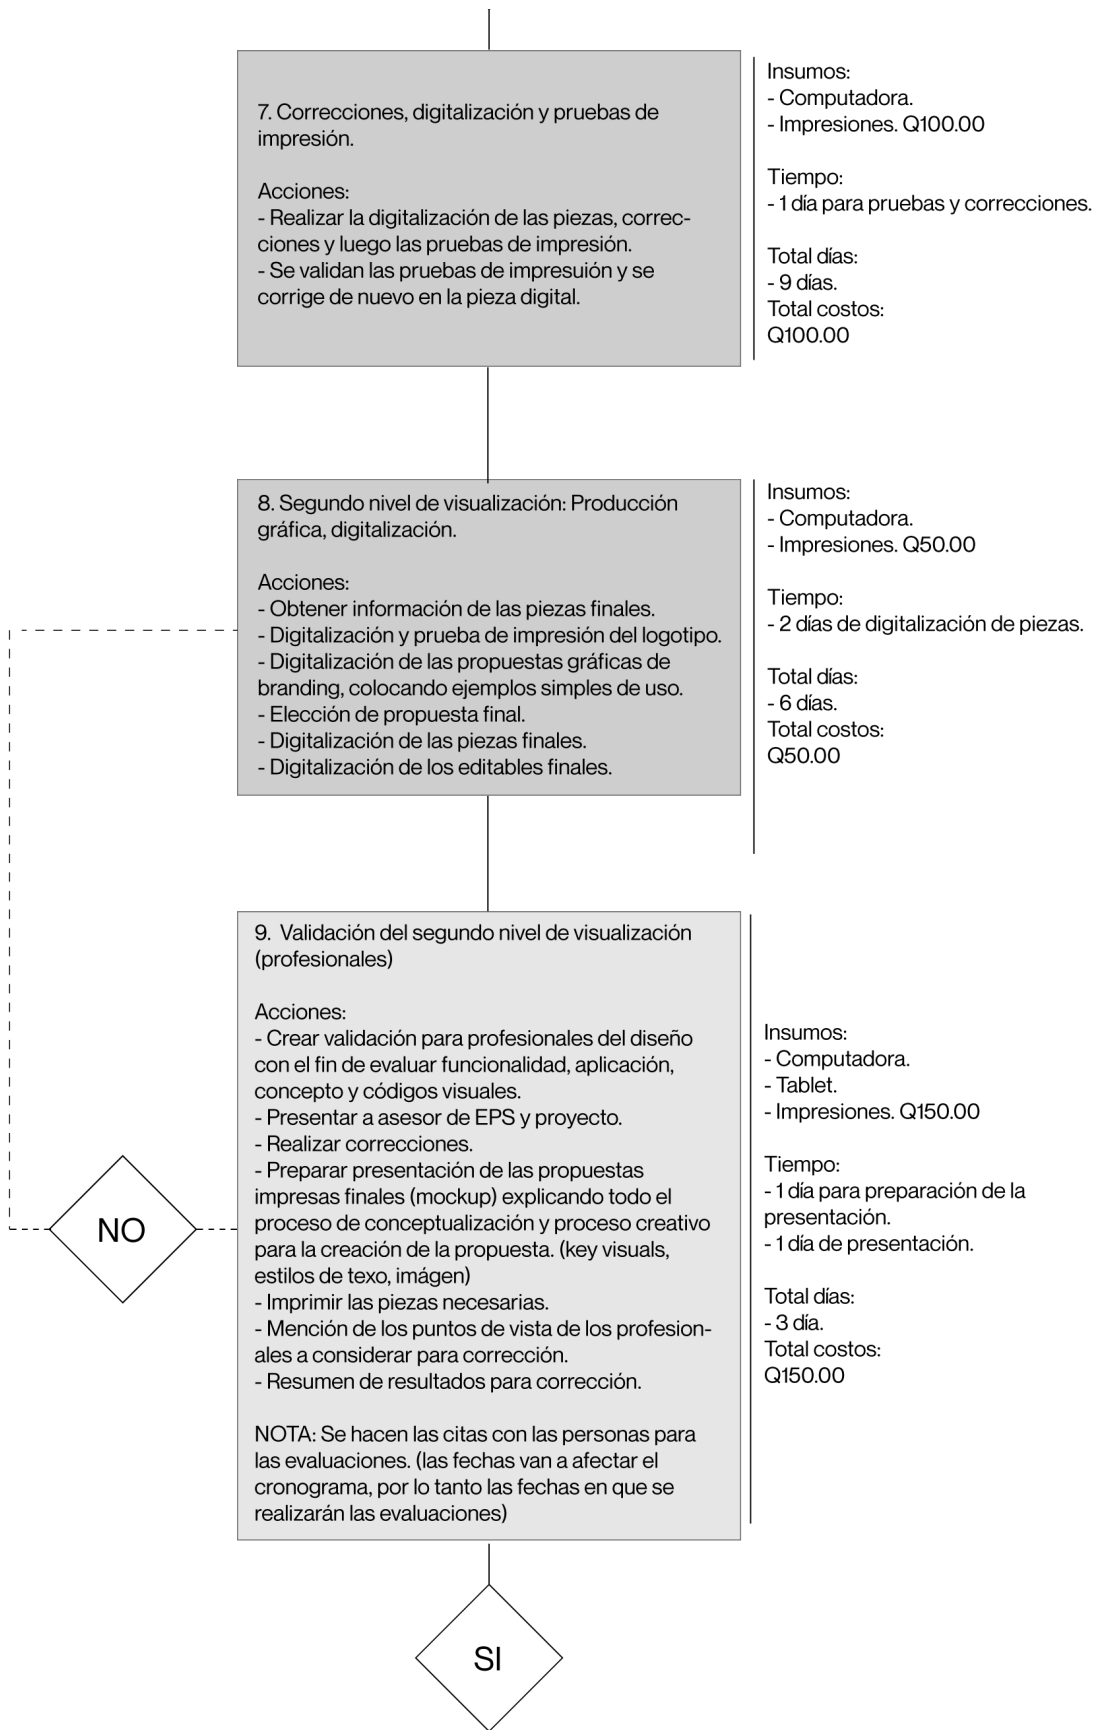 7. Correcciones, digitalización y pruebas de
impresión.
Acciones:
- Realizar la digitalización de las piezas, correc-
ciones y luego las pruebas de impresión.
- Se validan las pruebas de impresuión y se
corrige de nuevo en la pieza digital.
Insumos:
- Computadora.
- Impresiones. Q100.00
Tiempo:
- 1 día para pruebas y correcciones.
Total días:
- 9 días.
Total costos:
Q100.00
8. Segundo nivel de visualización: Producción
gráfica, digitalización.
Acciones:
- Obtener información de las piezas finales.
- Digitalización y prueba de impresión del logotipo.
- Digitalización de las propuestas gráficas de
branding, colocando ejemplos simples de uso.
- Elección de propuesta final.
- Digitalización de las piezas finales.
- Digitalización de los editables finales.
Insumos:
- Computadora.
- Impresiones. Q50.00
Tiempo:
- 2 días de digitalización de piezas.
Total días:
- 6 días.
Total costos:
Q50.00
9.  Validación del segundo nivel de visualización
(profesionales)
Acciones:
- Crear validación para profesionales del diseño
con el fin de evaluar funcionalidad, aplicación,
concepto y códigos visuales.
- Presentar a asesor de EPS y proyecto.
- Realizar correcciones.
- Preparar presentación de las propuestas
impresas finales (mockup) explicando todo el
proceso de conceptualización y proceso creativo
para la creación de la propuesta. (key visuals,
estilos de texo, imágen)
- Imprimir las piezas necesarias.
- Mención de los puntos de vista de los profesion-
ales a considerar para corrección.
- Resumen de resultados para corrección.
NOTA: Se hacen las citas con las personas para
las evaluaciones. (las fechas van a afectar el
cronograma, por lo tanto las fechas en que se
realizarán las evaluaciones)
Insumos:
- Computadora.
- Tablet.
- Impresiones. Q150.00
Tiempo:
- 1 día para preparación de la
presentación.
- 1 día de presentación.
Total días:
- 3 día.
Total costos:
Q150.00
NO
SI